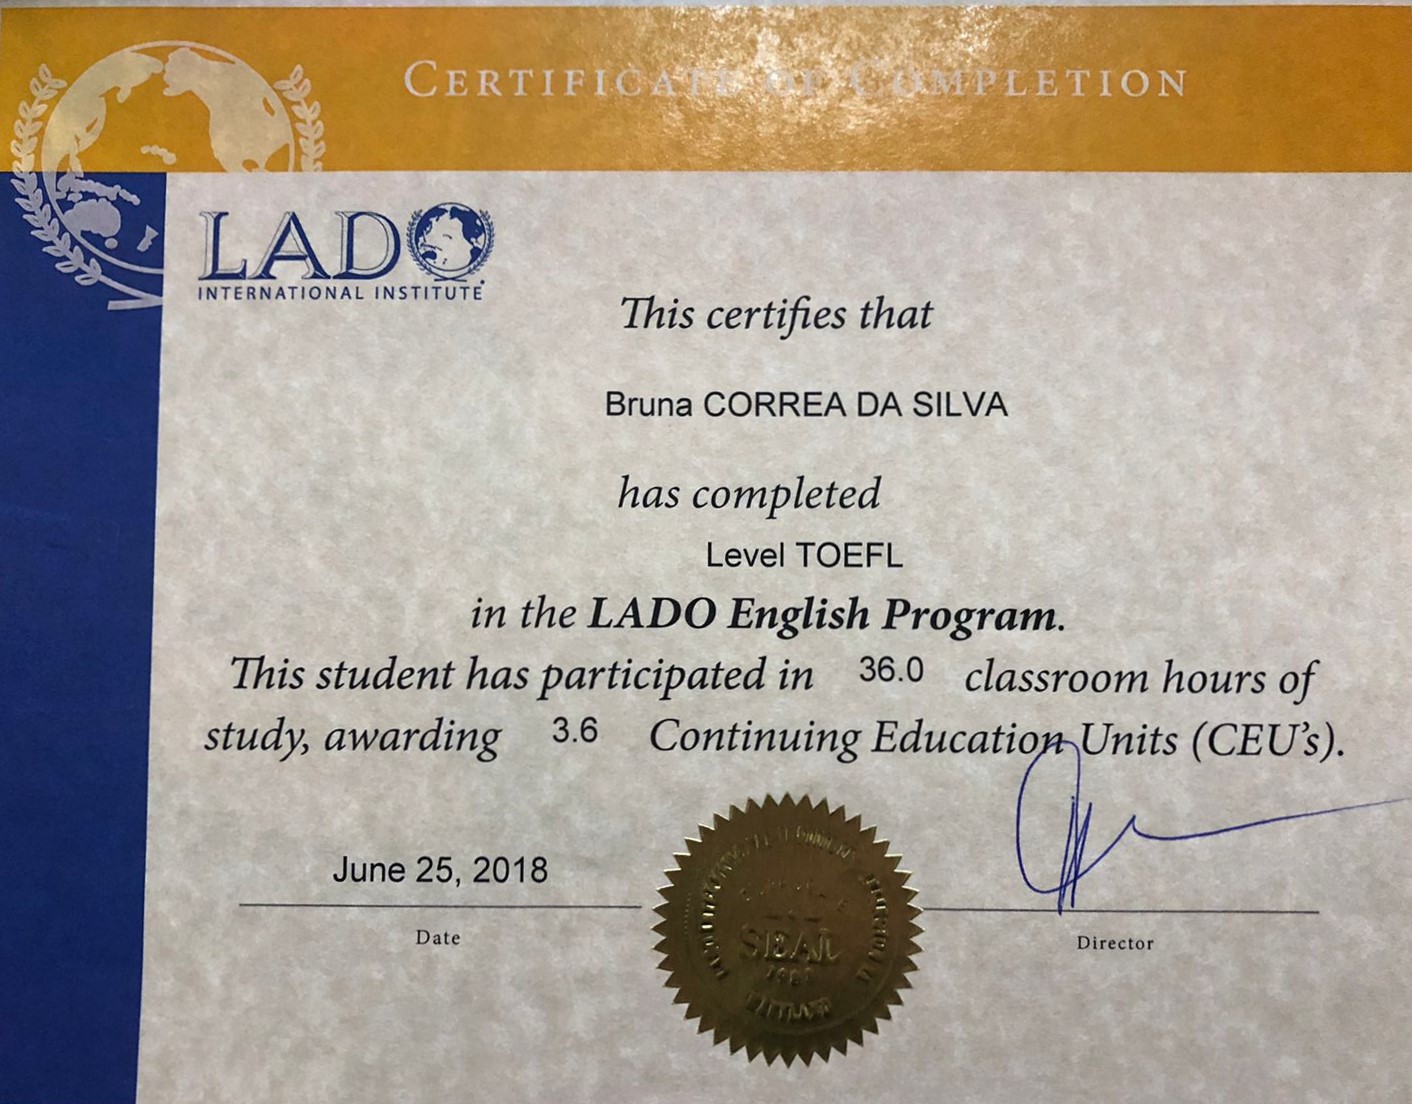 CERTIFICATE OF COMPLETION
LADO
INTERNATIONAL INSTITUTE
This certifies that
Bruna CORREA DA SILVA
has completed
Level TOEFL
in the LADO English Program.
This student has participated in 36.0 classroom hours of
study, awarding 3.6 Continuing Education Units (CEU's).
June 25, 2018
Date
Director
SEAL